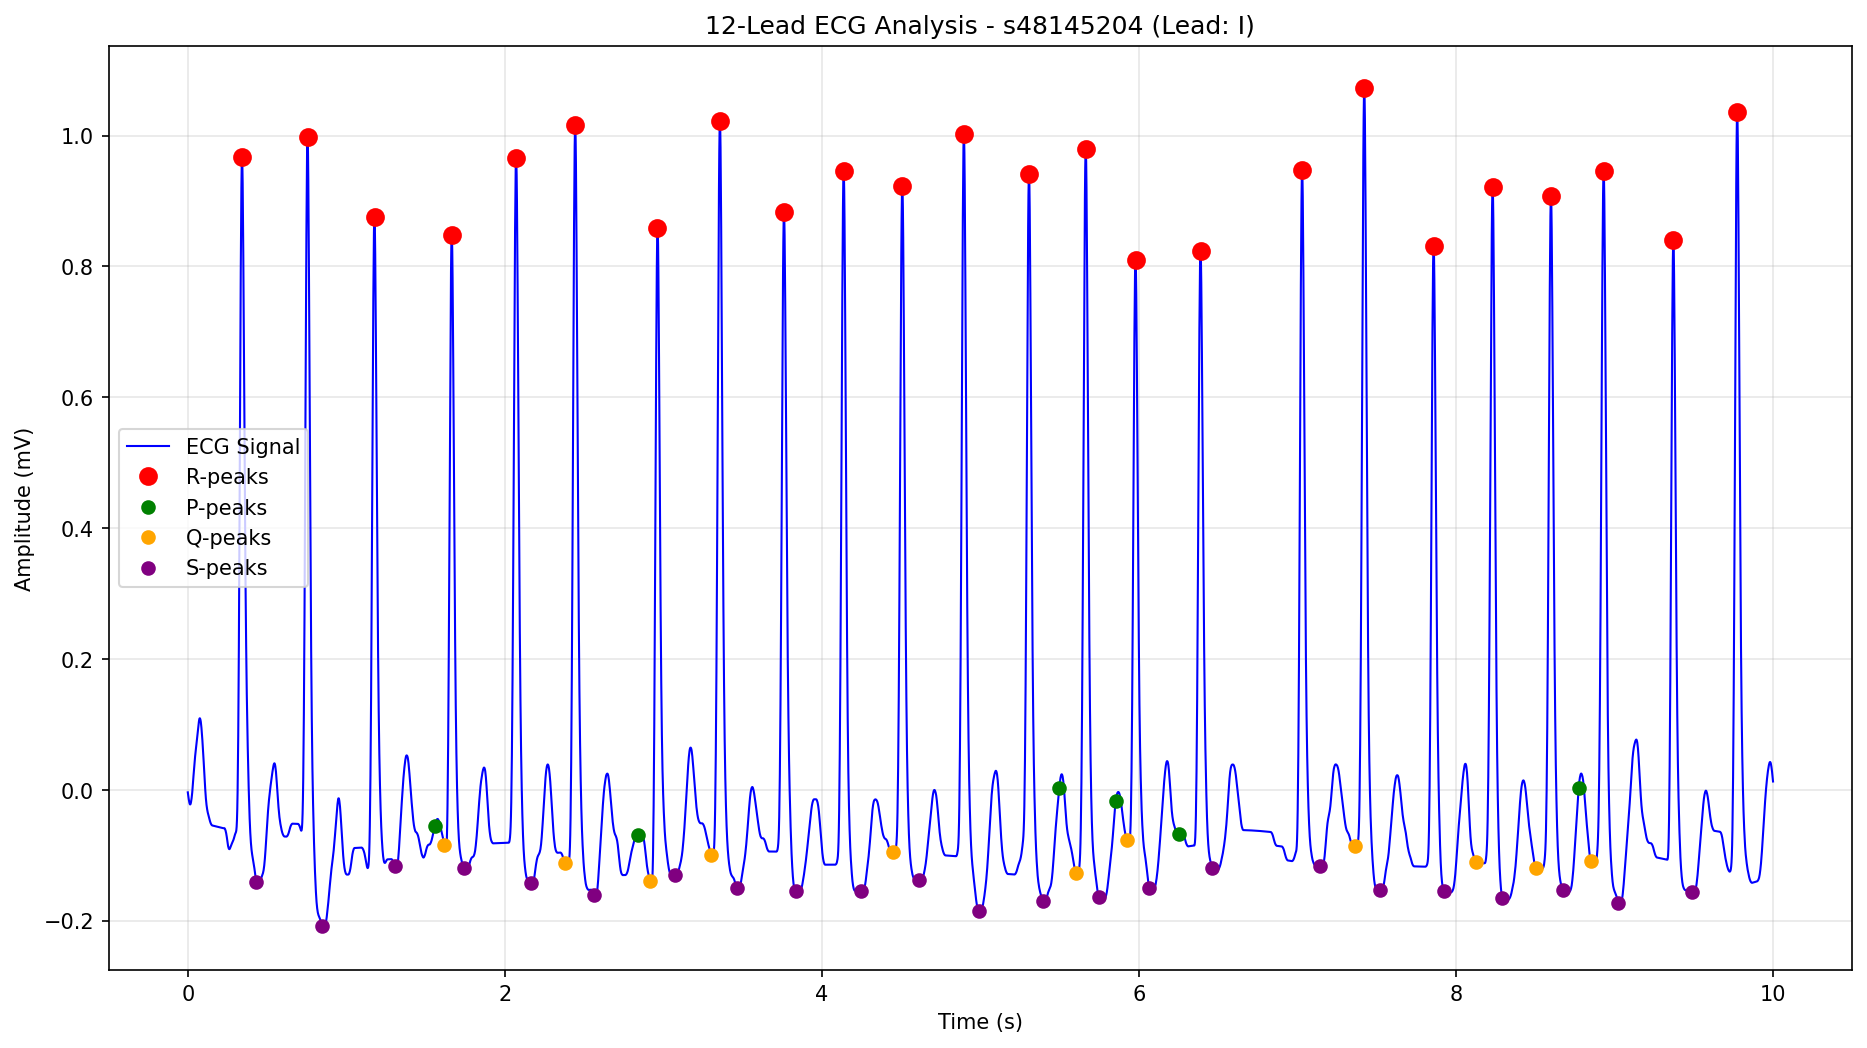 12-Lead ECG Analysis - s48145204 (Lead: I)
Amplitude (mV)
1.0
0.8
0.6
0.4
0.2
0.0
−0.2
ECG Signal
R-peaks
P-peaks
Q-peaks
S-peaks
0 2 4 6 8 10
Time (s)